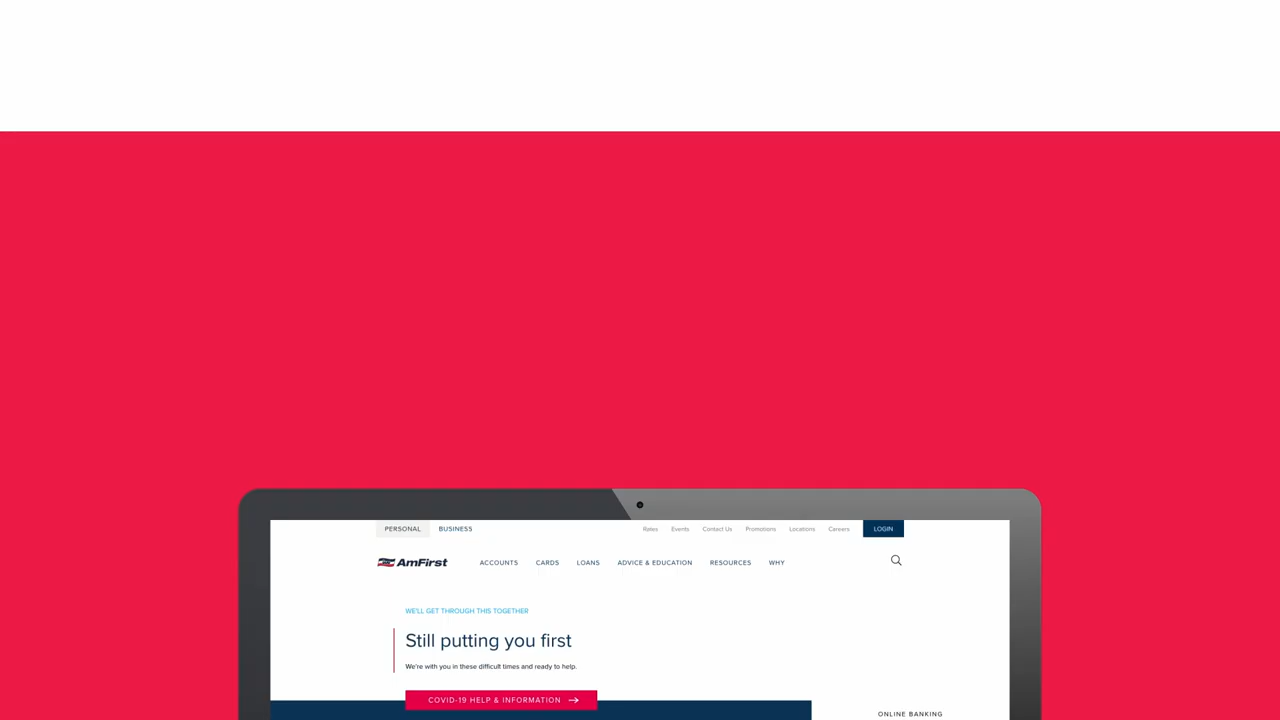 PERSONAL BUSINESS Rates Events Contact Us Promotions Locations Careers LOGIN
AmFirst ACCOUNTS CARDS LOANS ADVICE & EDUCATION RESOURCES WHY
WE'LL GET THROUGH THIS TOGETHER
Still putting you first
We're with you in these difficult times and ready to help.
COVID-19 HELP & INFORMATION
ONLINE BANKING